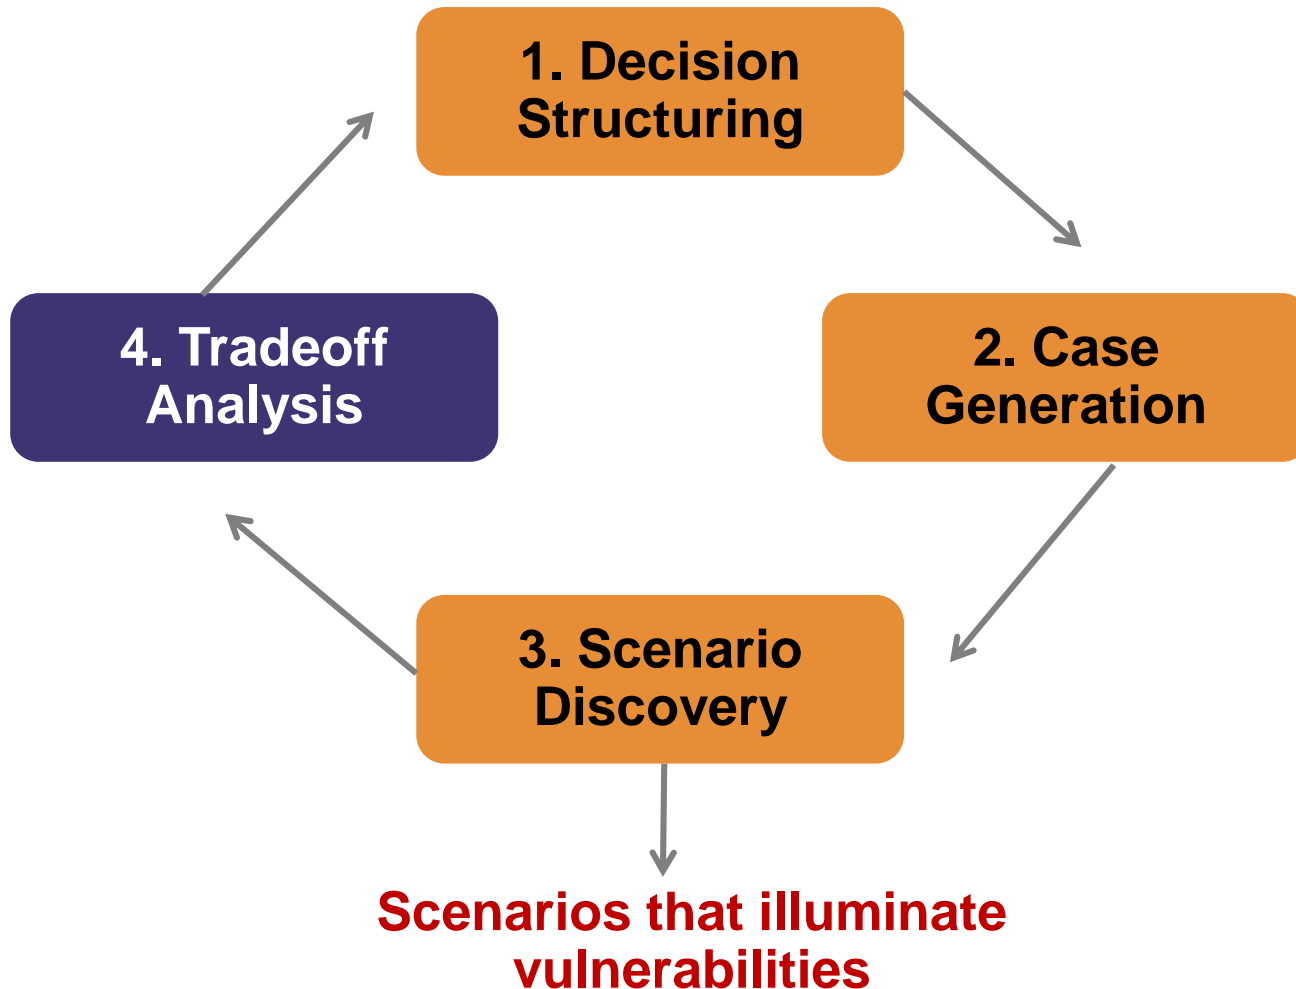 1. Decision
Structuring
4. Tradeoff
Analysis
2. Case
Generation
3. Scenario
Discovery
Scenarios that illuminate
vulnerabilities